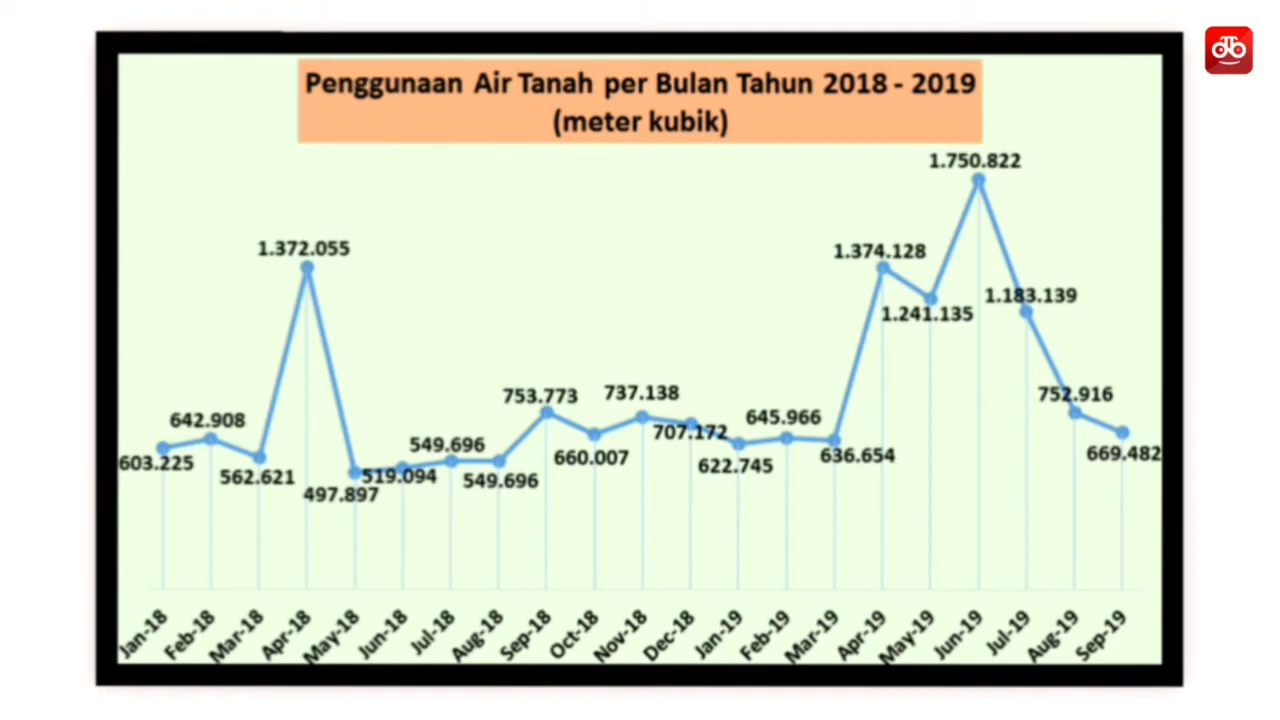 Penggunaan Air Tanah per Bulan Tahun 2018 - 2019
(meter kubik)
603.225
642.908
562.621
1.372.055
497.897
519.094
549.696
549.696
753.773
660.007
737.138
707.172
622.745
645.966
636.654
1.374.128
1.241.135
1.750.822
1.183.139
752.916
669.482
Jan-18
Feb-18
Mar-18
Apr-18
May-18
Jun-18
Jul-18
Aug-18
Sep-18
Oct-18
Nov-18
Dec-18
Jan-19
Feb-19
Mar-19
Apr-19
May-19
Jun-19
Jul-19
Aug-19
Sep-19